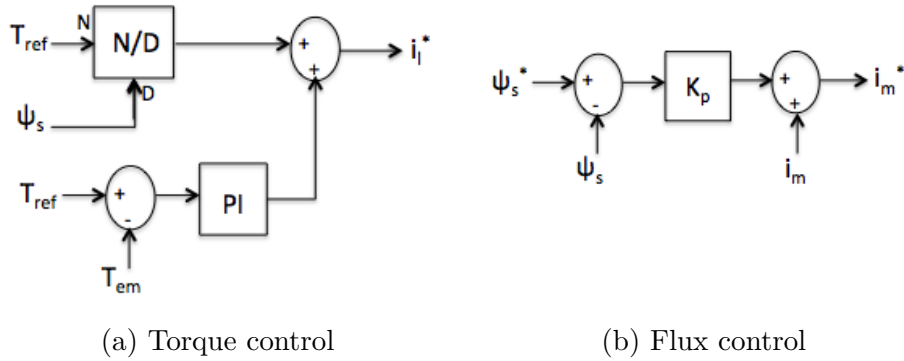 N
T_ref
N/D
D
ψ_s
+
+
i_l^*
T_ref
+
-
PI
T_em
(a) Torque control
ψ_s^*
+
-
K_p
+
+
i_m^*
ψ_s
i_m
(b) Flux control